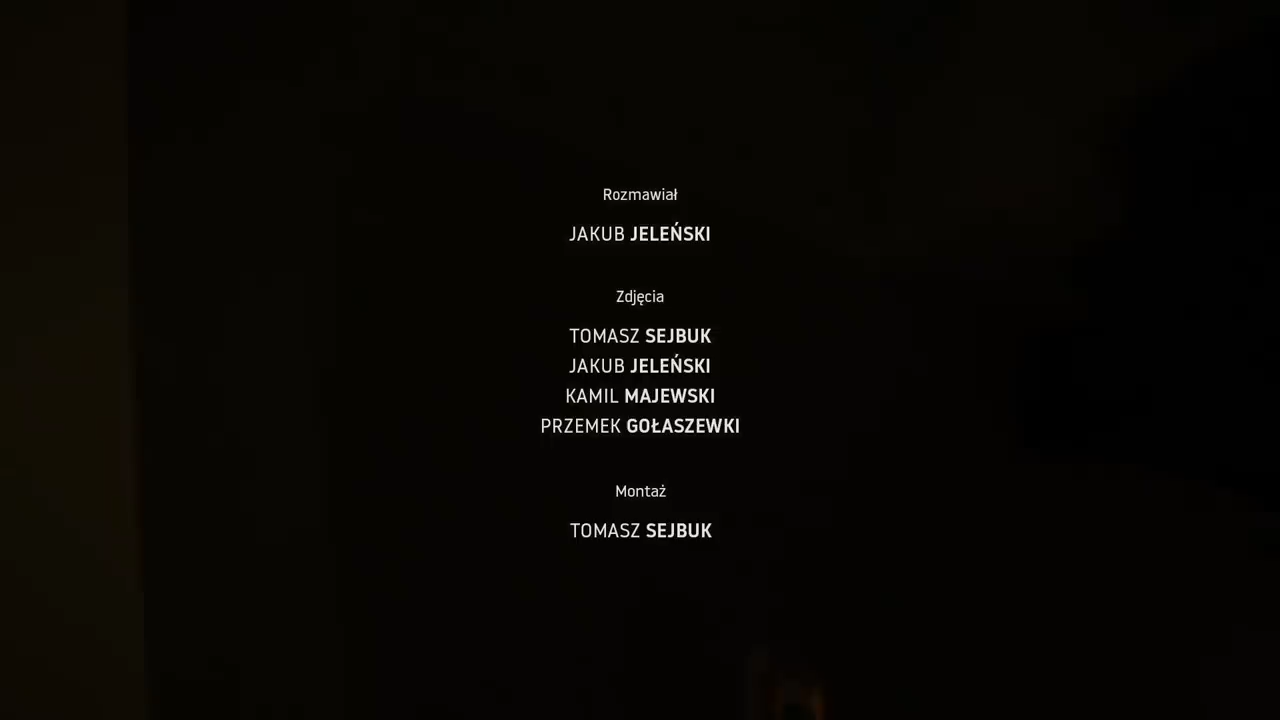 Rozmawiał
JAKUB JELEŃSKI
Zdjęcia
TOMASZ SEJBUK
JAKUB JELEŃSKI
KAMIL MAJEWSKI
PRZEMEK GOŁASZEWKI
Montaż
TOMASZ SEJBUK